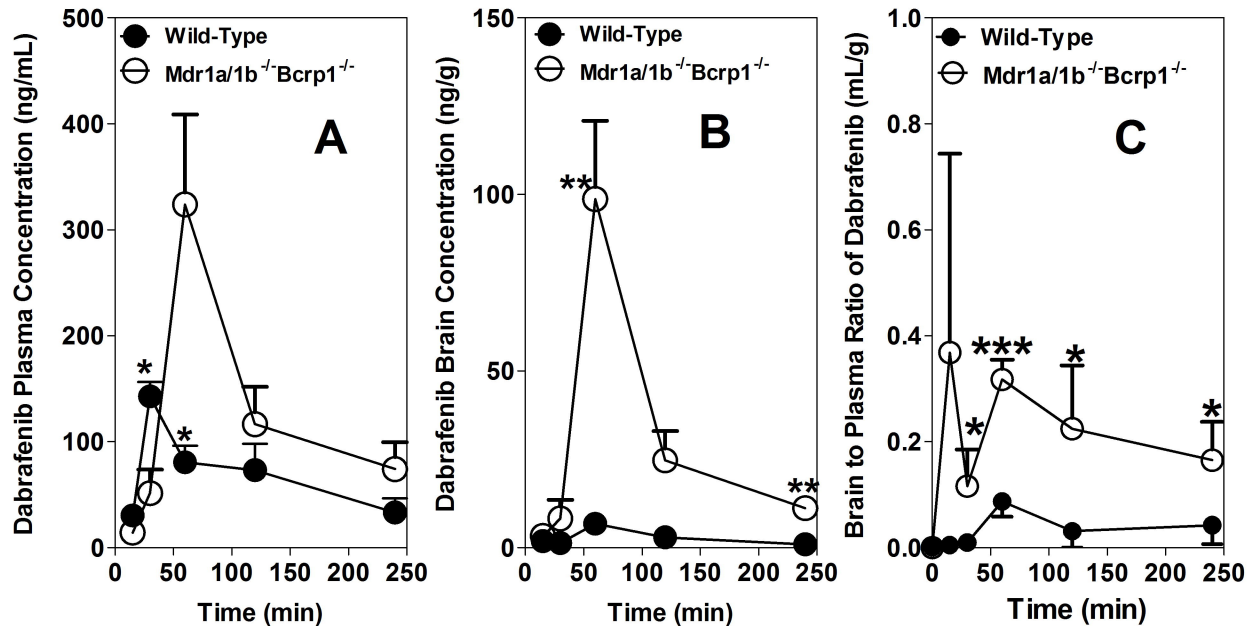 Dabrafenib Plasma Concentration (ng/mL)
500
400
300
200
100
0
Wild-Type
Mdr1a/1b-/-Bcrp1-/-
A
*
*
0 50 100 150 200 250
Time (min)
Dabrafenib Brain Concentration (ng/g)
150
100
50
0
Wild-Type
Mdr1a/1b-/-Bcrp1-/-
B
**
**
0 50 100 150 200 250
Time (min)
Brain to Plasma Ratio of Dabrafenib (mL/g)
1.0
0.8
0.6
0.4
0.2
0.0
Wild-Type
Mdr1a/1b-/-Bcrp1-/-
C
***
*
*
*
0 50 100 150 200 250
Time (min)